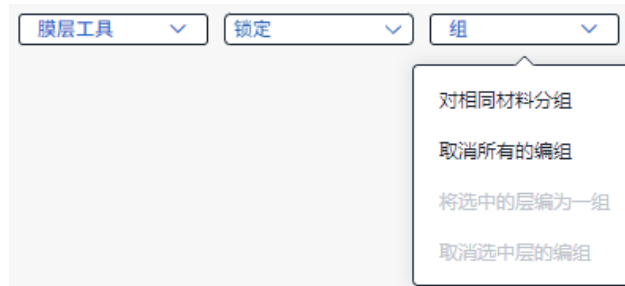 膜层工具 锁定 组
对相同材料分组
取消所有的编组
将选中的层编为一组
取消选中层的编组